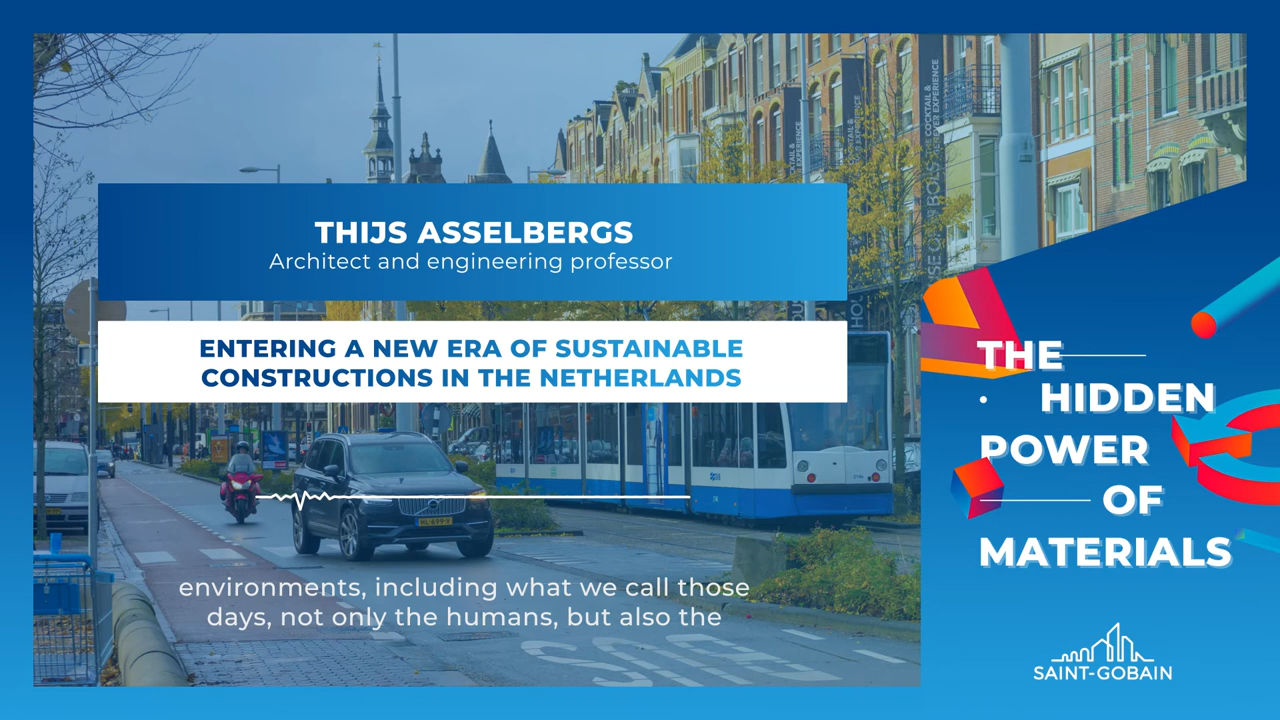 THIJS ASSELBERGS
Architect and engineering professor
ENTERING A NEW ERA OF SUSTAINABLE
CONSTRUCTIONS IN THE NETHERLANDS
environments, including what we call those
days, not only the humans, but also the
THE
HIDDEN
POWER
OF
MATERIALS
SAINT-GOBAIN